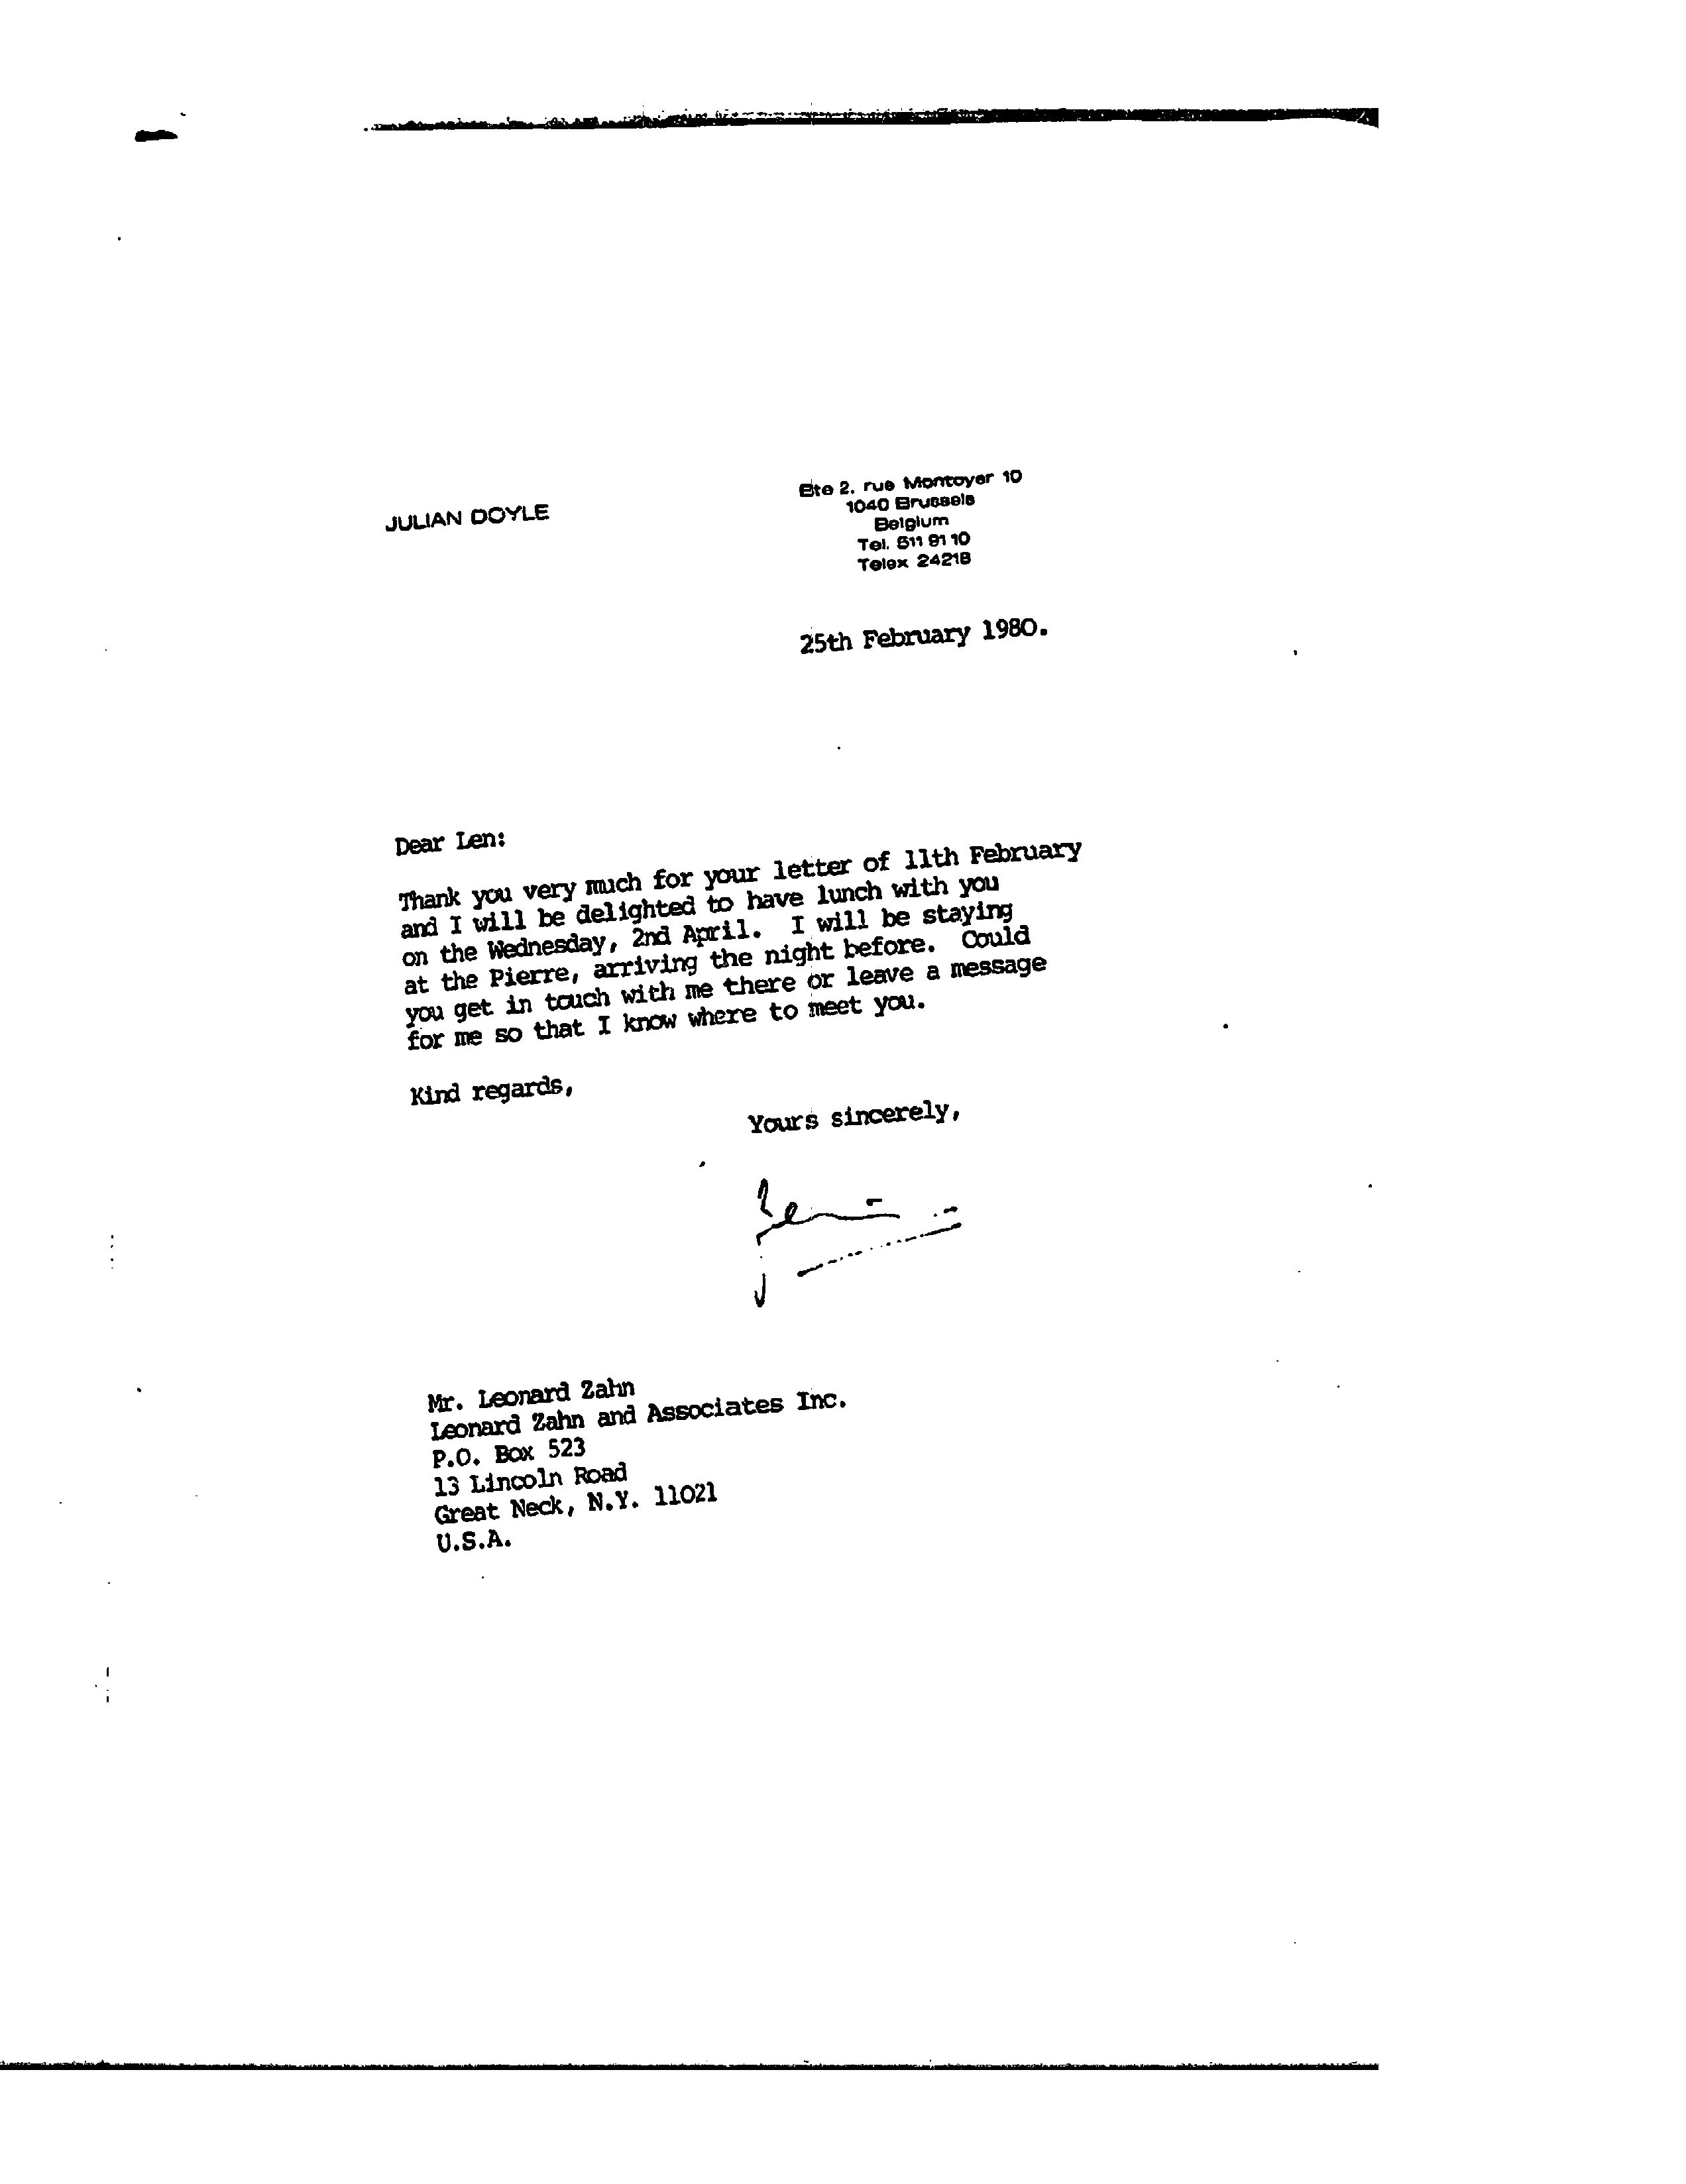 JULIAN DOYLE
Bte 2, rue Montoyer 10
1040 Brussels
Belgium
Tel. 511 91 10
Telex 24218
25th February 1980.
Dear Len:
Thank you very much for your letter of 11th February
and I will be delighted to have lunch with you
on the Wednesday, 2nd April. I will be staying
at the Pierre, arriving the night before. Could
you get in touch with me there or leave a message
for me so that I know where to meet you.
Kind regards,
Yours sincerely,
Mr. Leonard Zahn
Leonard Zahn and Associates Inc.
P.O. Box 523
13 Lincoln Road
Great Neck, N.Y. 11021
U.S.A.